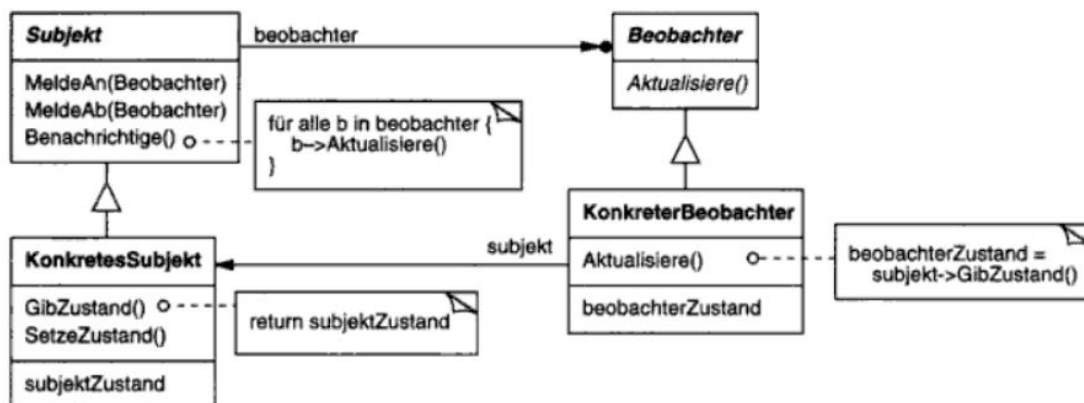 Subjekt
MeldeAn(Beobachter)
MeldeAb(Beobachter)
Benachrichtige()
beobachter
für alle b in beobachter {
b->Aktualisiere()
}
Beobachter
Aktualisiere()
KonkretesSubjekt
GibZustand()
SetzeZustand()
subjektZustand
return subjektZustand
subjekt
KonkreterBeobachter
Aktualisiere()
beobachterZustand
beobachterZustand =
subjekt->GibZustand()